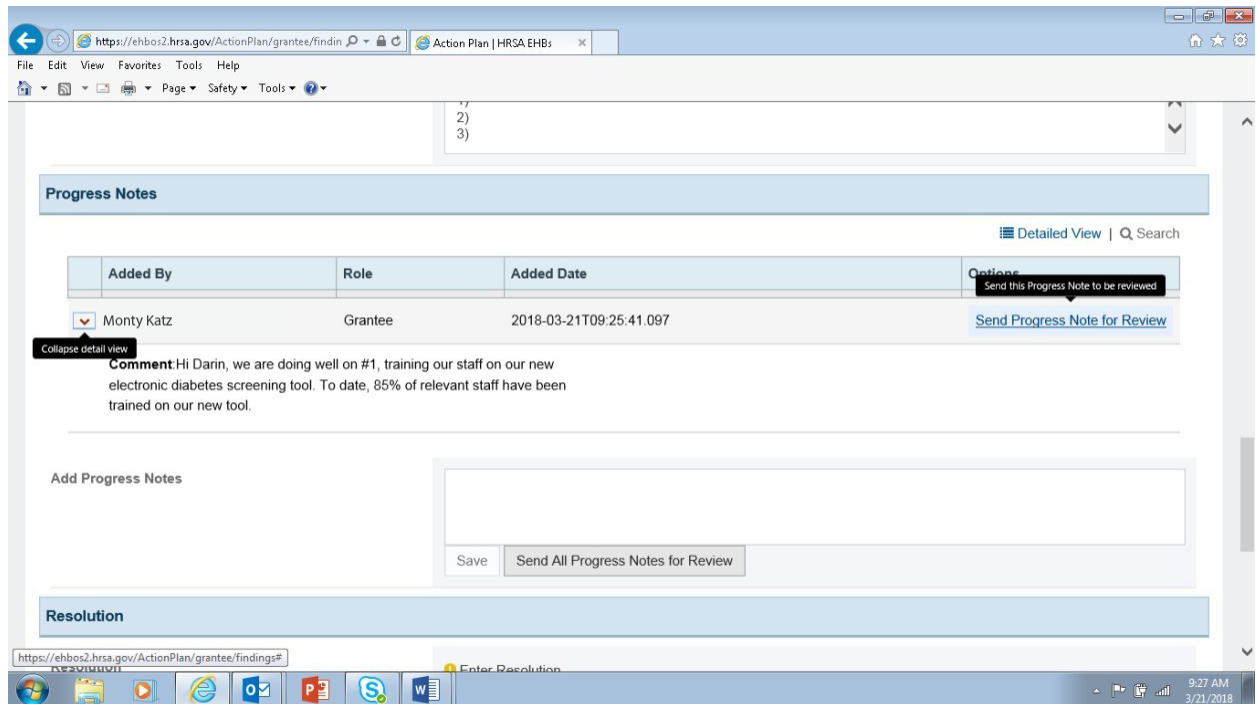 https://ehbos2.hrsa.gov/ActionPlan/grantee/findin
Action Plan | HRSA EHBs
File Edit View Favorites Tools Help
Page Safety Tools
2)
3)
Progress Notes
Detailed View | Search
Added By Role Added Date Options
Send this Progress Note to be reviewed
Monty Katz Grantee 2018-03-21T09:25:41.097 Send Progress Note for Review
Collapse detail view
Comment:Hi Darin, we are doing well on #1, training our staff on our new
electronic diabetes screening tool. To date, 85% of relevant staff have been
trained on our new tool.
Add Progress Notes
Save Send All Progress Notes for Review
Resolution
https://ehbos2.hrsa.gov/ActionPlan/grantee/findings#
Resolution Enter Resolution
9:27 AM
3/21/2018